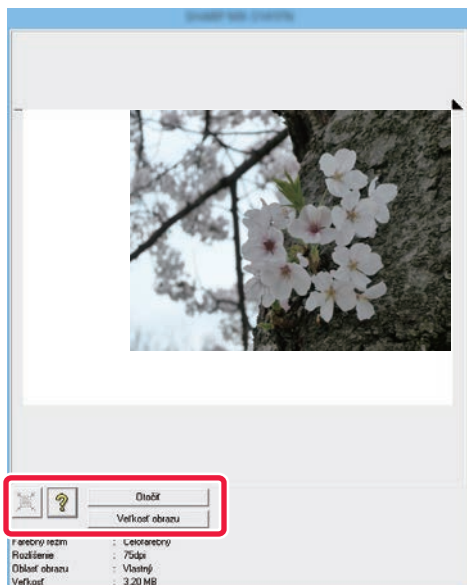 ?
Otočiť
Veľkosť obrazu
Farebný režim : Celofarebný
Rozlíšenie : 75dpi
Oblasť obrazu : Vlastný
Veľkosť : 3.20 MB